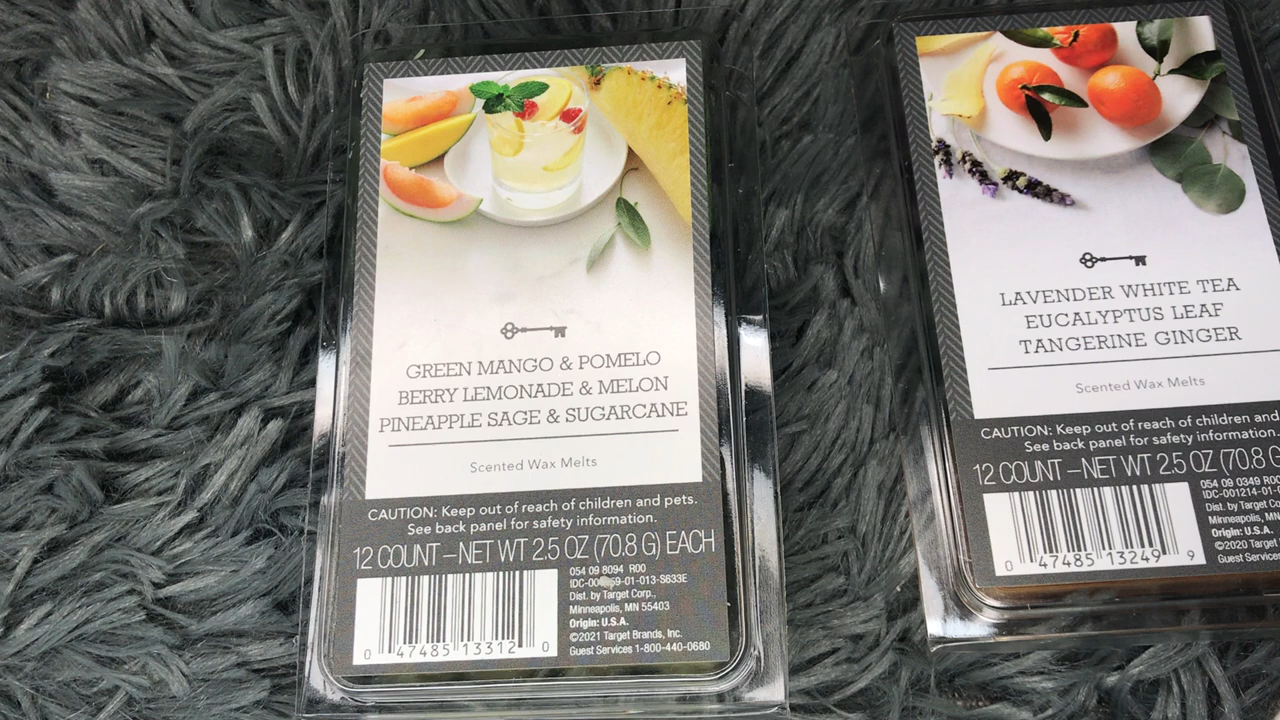 GREEN MANGO & POMELO
BERRY LEMONADE & MELON
PINEAPPLE SAGE & SUGARCANE
Scented Wax Melts
CAUTION: Keep out of reach of children and pets.
See back panel for safety information.
12 COUNT – NET WT 2.5 OZ (70.8 G) EACH
054 09 8094 R00
Dist. by Target Corp.,
Minneapolis, MN 55403
Origin: U.S.A.
©2021 Target Brands, Inc.
Guest Services 1-800-440-0680
0 47485 13312 0
LAVENDER WHITE TEA
EUCALYPTUS LEAF
TANGERINE GINGER
Scented Wax Melts
CAUTION: Keep out of reach of children and
See back panel for safety information.
12 COUNT – NET WT 2.5 OZ (70.8 G
054 09 0349 R00
IDC-001214-01-
Dist. by Target Co
Minneapolis, MN
Origin: U.S.
©2020 Target
Guest Services
0 47485 13249 9